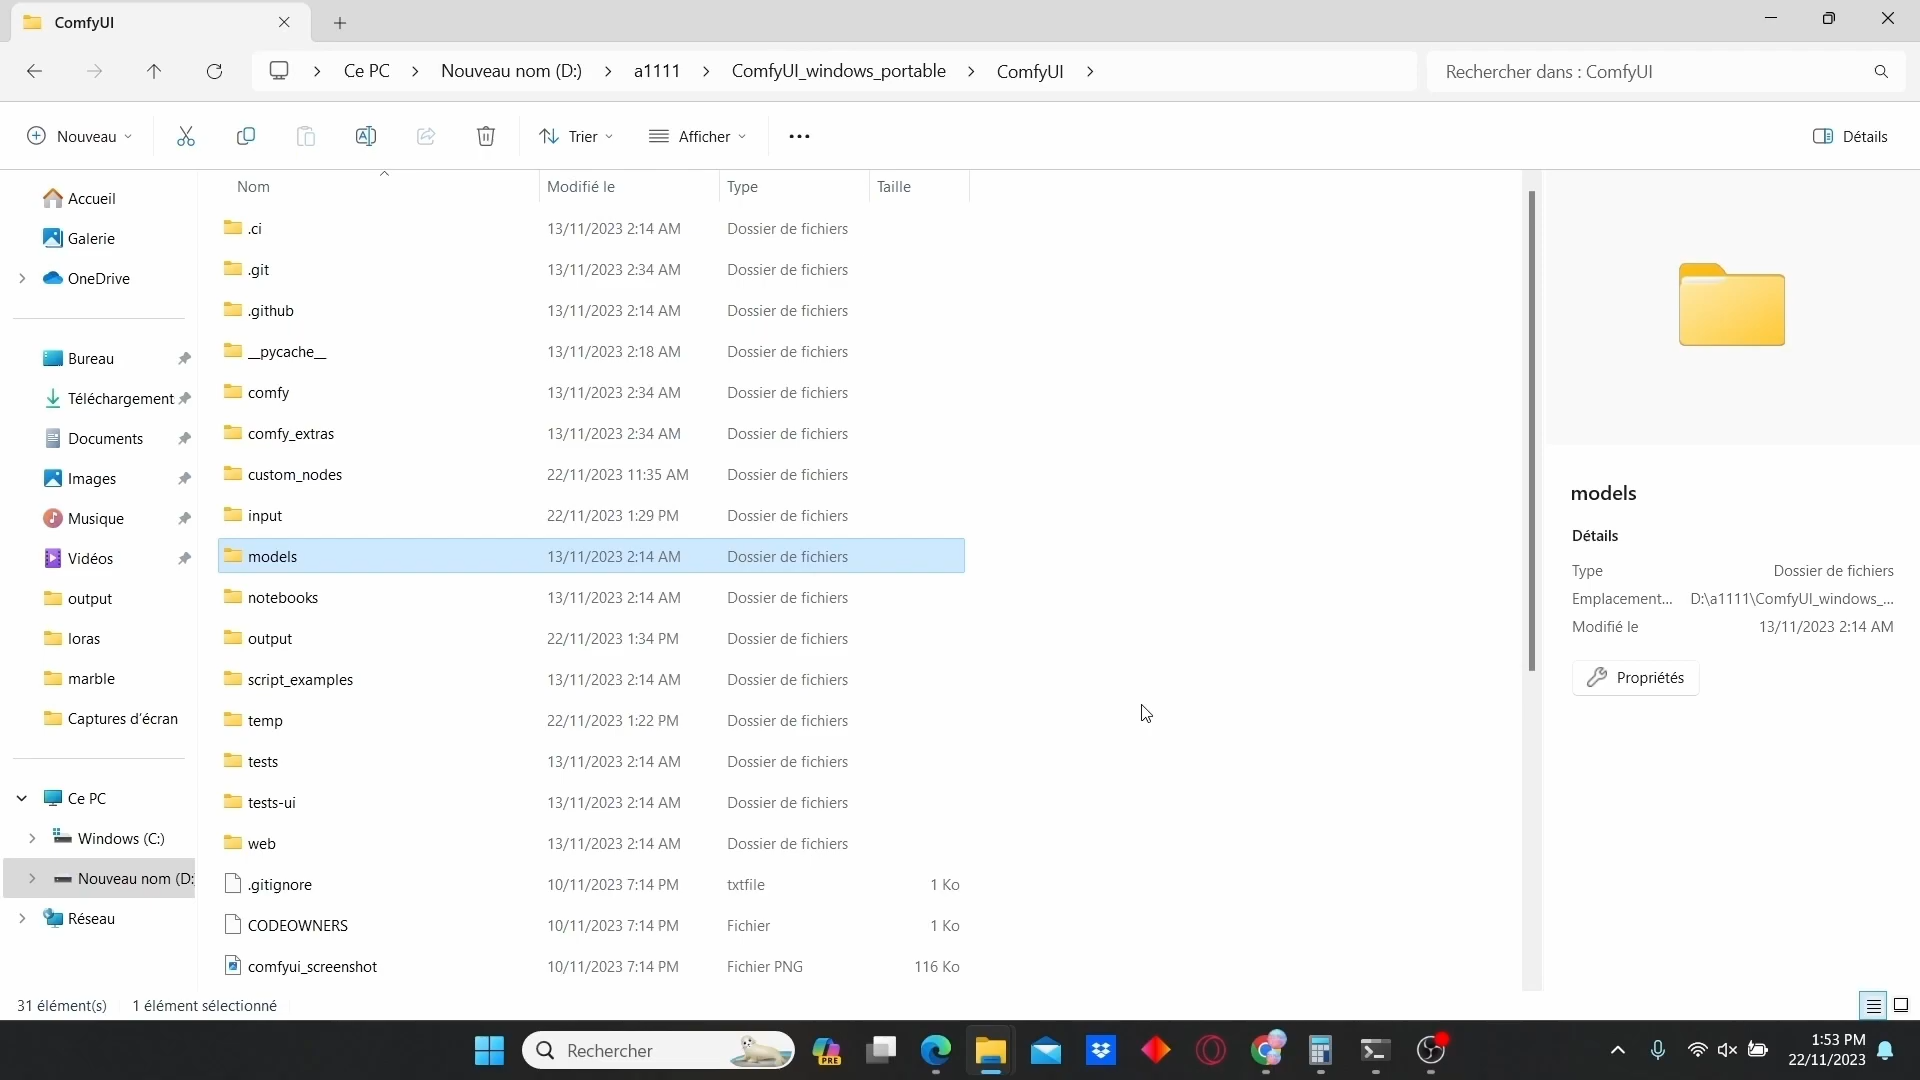 ComfyUI
Ce PC
Nouveau nom (D:)
a1111
ComfyUI_windows_portable
ComfyUI
Rechercher dans : ComfyUI
Nouveau
Trier
Afficher
Détails
Nom Modifié le Type Taille
.ci 13/11/2023 2:14 AM Dossier de fichiers
.git 13/11/2023 2:34 AM Dossier de fichiers
.github 13/11/2023 2:14 AM Dossier de fichiers
__pycache__ 13/11/2023 2:18 AM Dossier de fichiers
comfy 13/11/2023 2:34 AM Dossier de fichiers
comfy_extras 13/11/2023 2:34 AM Dossier de fichiers
custom_nodes 22/11/2023 11:35 AM Dossier de fichiers
input 22/11/2023 1:29 PM Dossier de fichiers
models 13/11/2023 2:14 AM Dossier de fichiers
notebooks 13/11/2023 2:14 AM Dossier de fichiers
output 22/11/2023 1:34 PM Dossier de fichiers
script_examples 13/11/2023 2:14 AM Dossier de fichiers
temp 22/11/2023 1:22 PM Dossier de fichiers
tests 13/11/2023 2:14 AM Dossier de fichiers
tests-ui 13/11/2023 2:14 AM Dossier de fichiers
web 13/11/2023 2:14 AM Dossier de fichiers
.gitignore 10/11/2023 7:14 PM txtfile 1 Ko
CODEOWNERS 10/11/2023 7:14 PM Fichier 1 Ko
comfyui_screenshot 10/11/2023 7:14 PM Fichier PNG 116 Ko
Accueil
Galerie
OneDrive
Bureau
Téléchargement
Documents
Images
Musique
Vidéos
output
loras
marble
Captures d'écran
Ce PC
Windows (C:)
Nouveau nom (D:
Réseau
models
Détails
Type Dossier de fichiers
Emplacement... D:\a1111\ComfyUI_windows_...
Modifié le 13/11/2023 2:14 AM
Propriétés
31 élément(s)
1 élément sélectionné
Rechercher
PRE
1:53 PM
22/11/2023